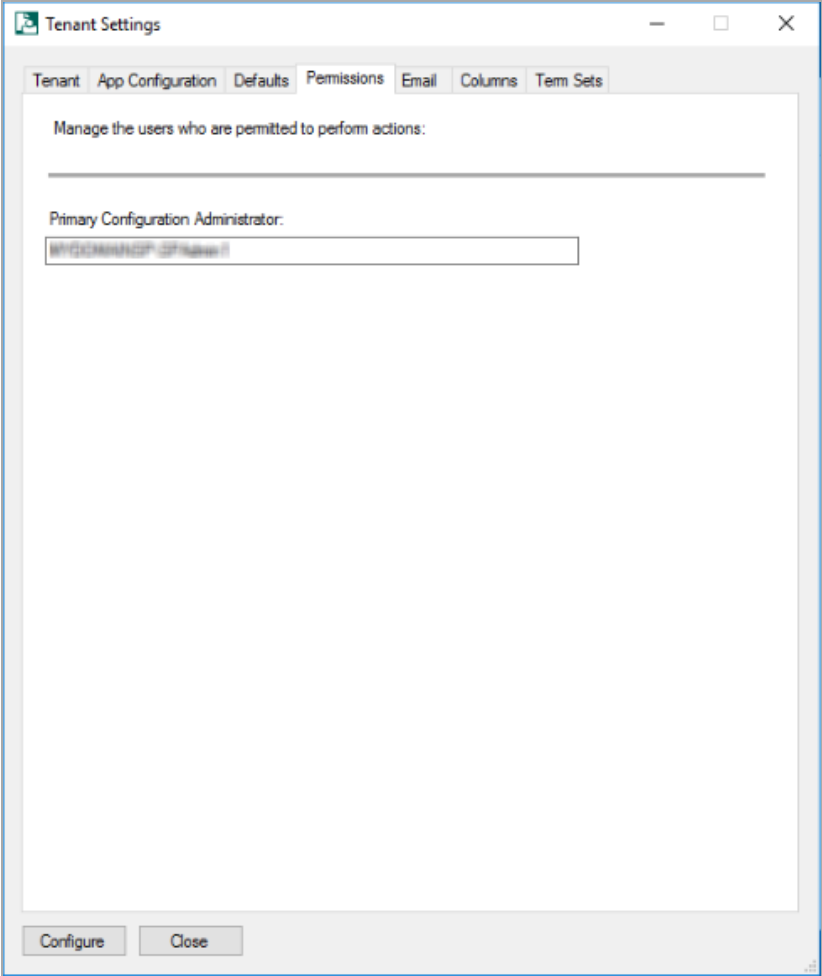 Tenant Settings
Tenant App Configuration Defaults Permissions Email Columns Term Sets
Manage the users who are permitted to perform actions:
Primary Configuration Administrator:
Configure Close